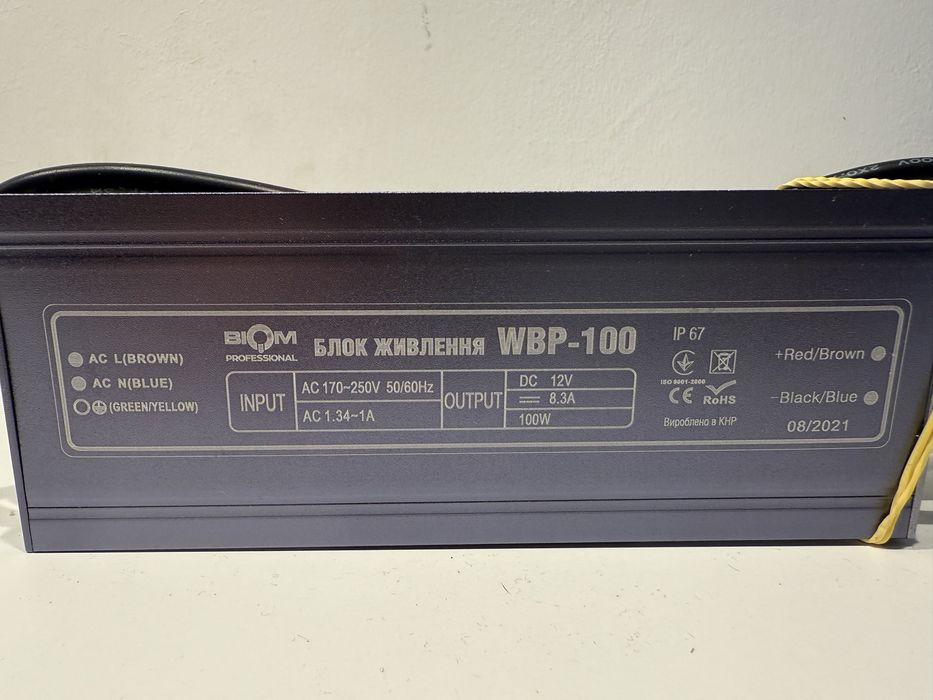 BIOM
PROFESSIONAL
БЛОК ЖИВЛЕННЯ WBP-100
AC L(BROWN)
AC N(BLUE)
(GREEN/YELLOW)
INPUT
AC 170~250V 50/60Hz
AC 1.34~1A
OUTPUT
DC 12V
8.3A
100W
IP 67
ISO 9001-2000
CE RoHS
Вироблено в КНР
+Red/Brown
-Black/Blue
08/2021